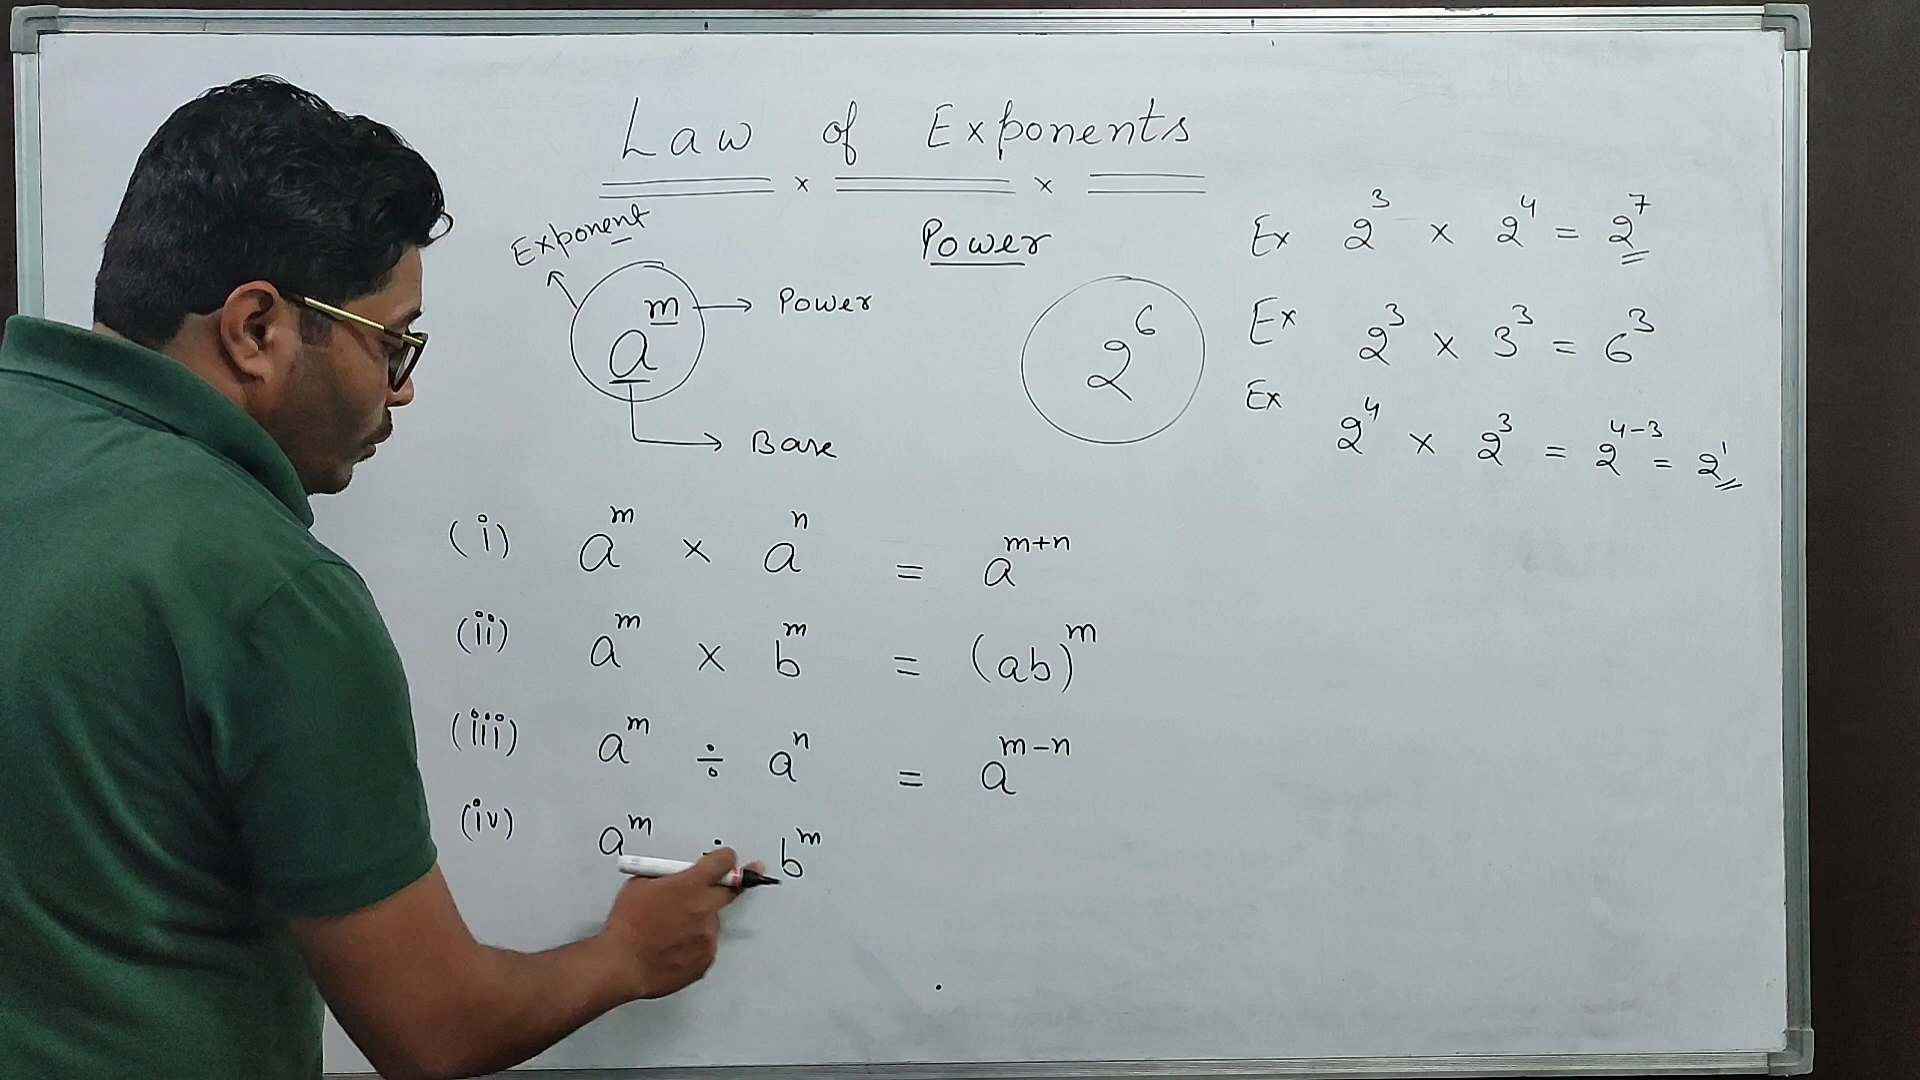 Law of Exponents
Exponent
Power
a^m → Power
Base
2^6
Ex 2^3 × 2^4 = 2^7
Ex 2^3 × 3^3 = 6^3
Ex 2^4 × 2^3 = 2^4-3 = 2^1
(i) a^m × a^n = a^m+n
(ii) a^m × b^m = (ab)^m
(iii) a^m ÷ a^n = a^m-n
(iv) a^m ÷ b^m